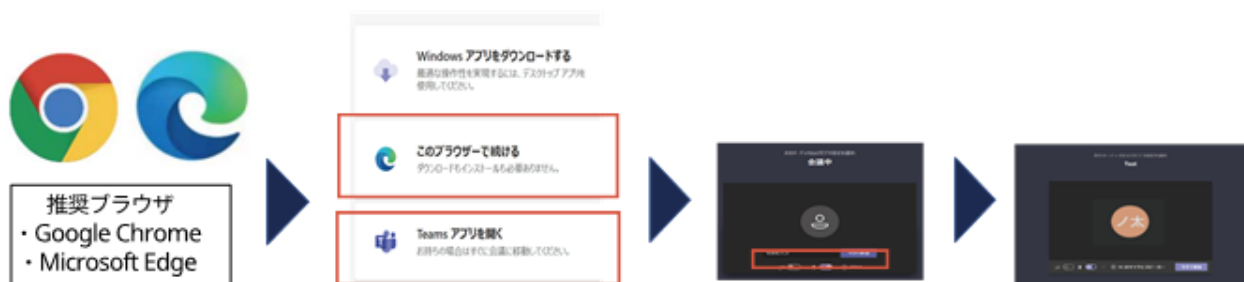 推奨ブラウザ
・Google Chrome
・Microsoft Edge
Windows アプリをダウンロードする
最適な操作性を実現するには、デスクトップ アプリを
使用してください。
このブラウザーで続ける
ダウンロードもインストールも必要ありません。
Teams アプリを開く
お持ちの場合はすぐに会議に移動してください。
会議中
Test
ノ太